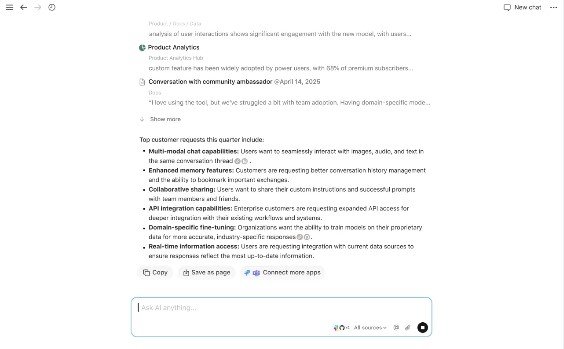 New chat
analysis of user interactions shows significant engagement with the new model, with users...
Product Analytics
Product Analytics Hub
custom feature has been widely adopted by power users, with 68% of premium subscribers...
Conversation with community ambassador @April 14, 2025
Docs
"I love using the tool, but we've struggled a bit with team adoption. Having domain-specific mode...
Show more
Top customer requests this quarter include:
• Multi-modal chat capabilities: Users want to seamlessly interact with images, audio, and text in
the same conversation thread .
• Enhanced memory features: Customers are requesting better conversation history management
and the ability to bookmark important exchanges.
• Collaborative sharing: Users want to share their custom instructions and successful prompts
with team members and friends.
• API integration capabilities: Enterprise customers are requesting expanded API access for
deeper integration with their existing workflows and systems.
• Domain-specific fine-tuning: Organizations want the ability to train models on their proprietary
data for more accurate, industry-specific responses .
• Real-time information access: Users are requesting integration with current data sources to
ensure responses reflect the most up-to-date information.
Copy Save as page Connect more apps
Ask AI anything...
All sources